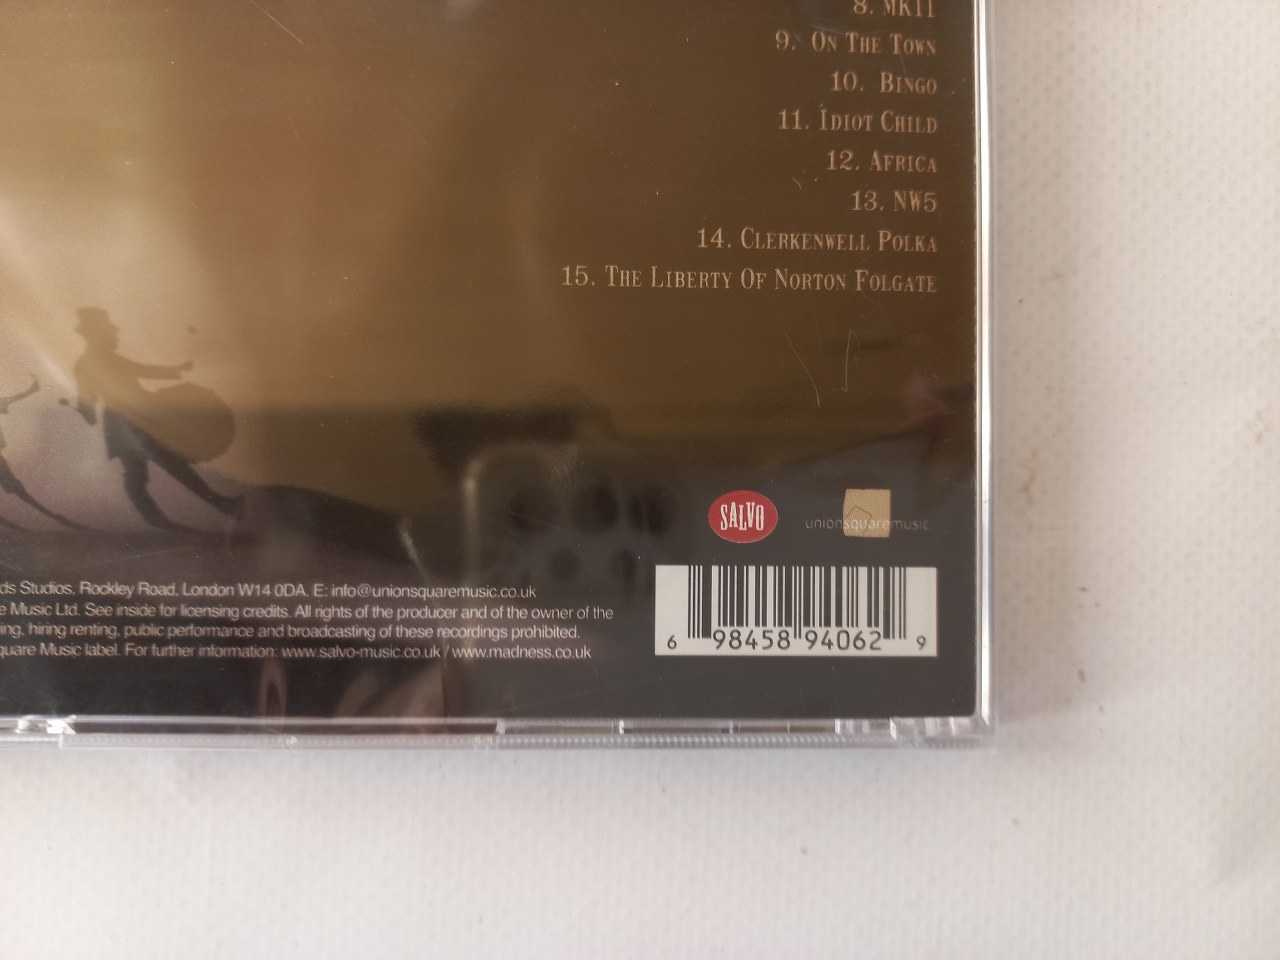 8. MKII
9. On The Town
10. Bingo
11. Idiot Child
12. Africa
13. NW5
14. Clerkenwell Polka
15. The Liberty Of Norton Folgate
SALVO
unionsquaremusic
ds Studios, Rockley Road, London W14 0DA. E: info@unionsquaremusic.co.uk
e Music Ltd. See inside for licensing credits. All rights of the producer and of the owner of the
ing, hiring renting, public performance and broadcasting of these recordings prohibited.
quare Music label. For further information: www.salvo-music.co.uk / www.madness.co.uk
6 98458 94062 9